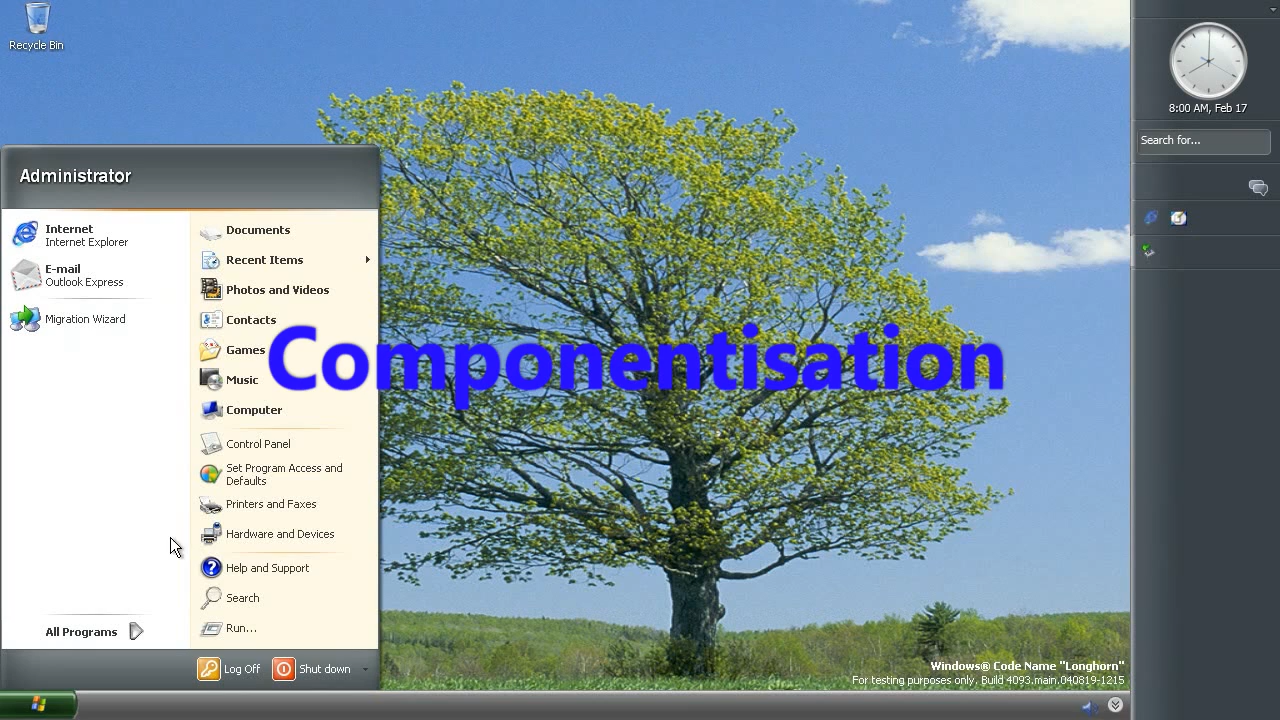 Recycle Bin
8:00 AM, Feb 17
Search for...
Administrator
Internet
Internet Explorer
E-mail
Outlook Express
Migration Wizard
All Programs
Documents
Recent Items
Photos and Videos
Contacts
Games
Music
Computer
Control Panel
Set Program Access and
Defaults
Printers and Faxes
Hardware and Devices
Help and Support
Search
Run...
Log Off
Shut down
Componentisation
Windows® Code Name "Longhorn"
For testing purposes only. Build 4093.main.040819-1215